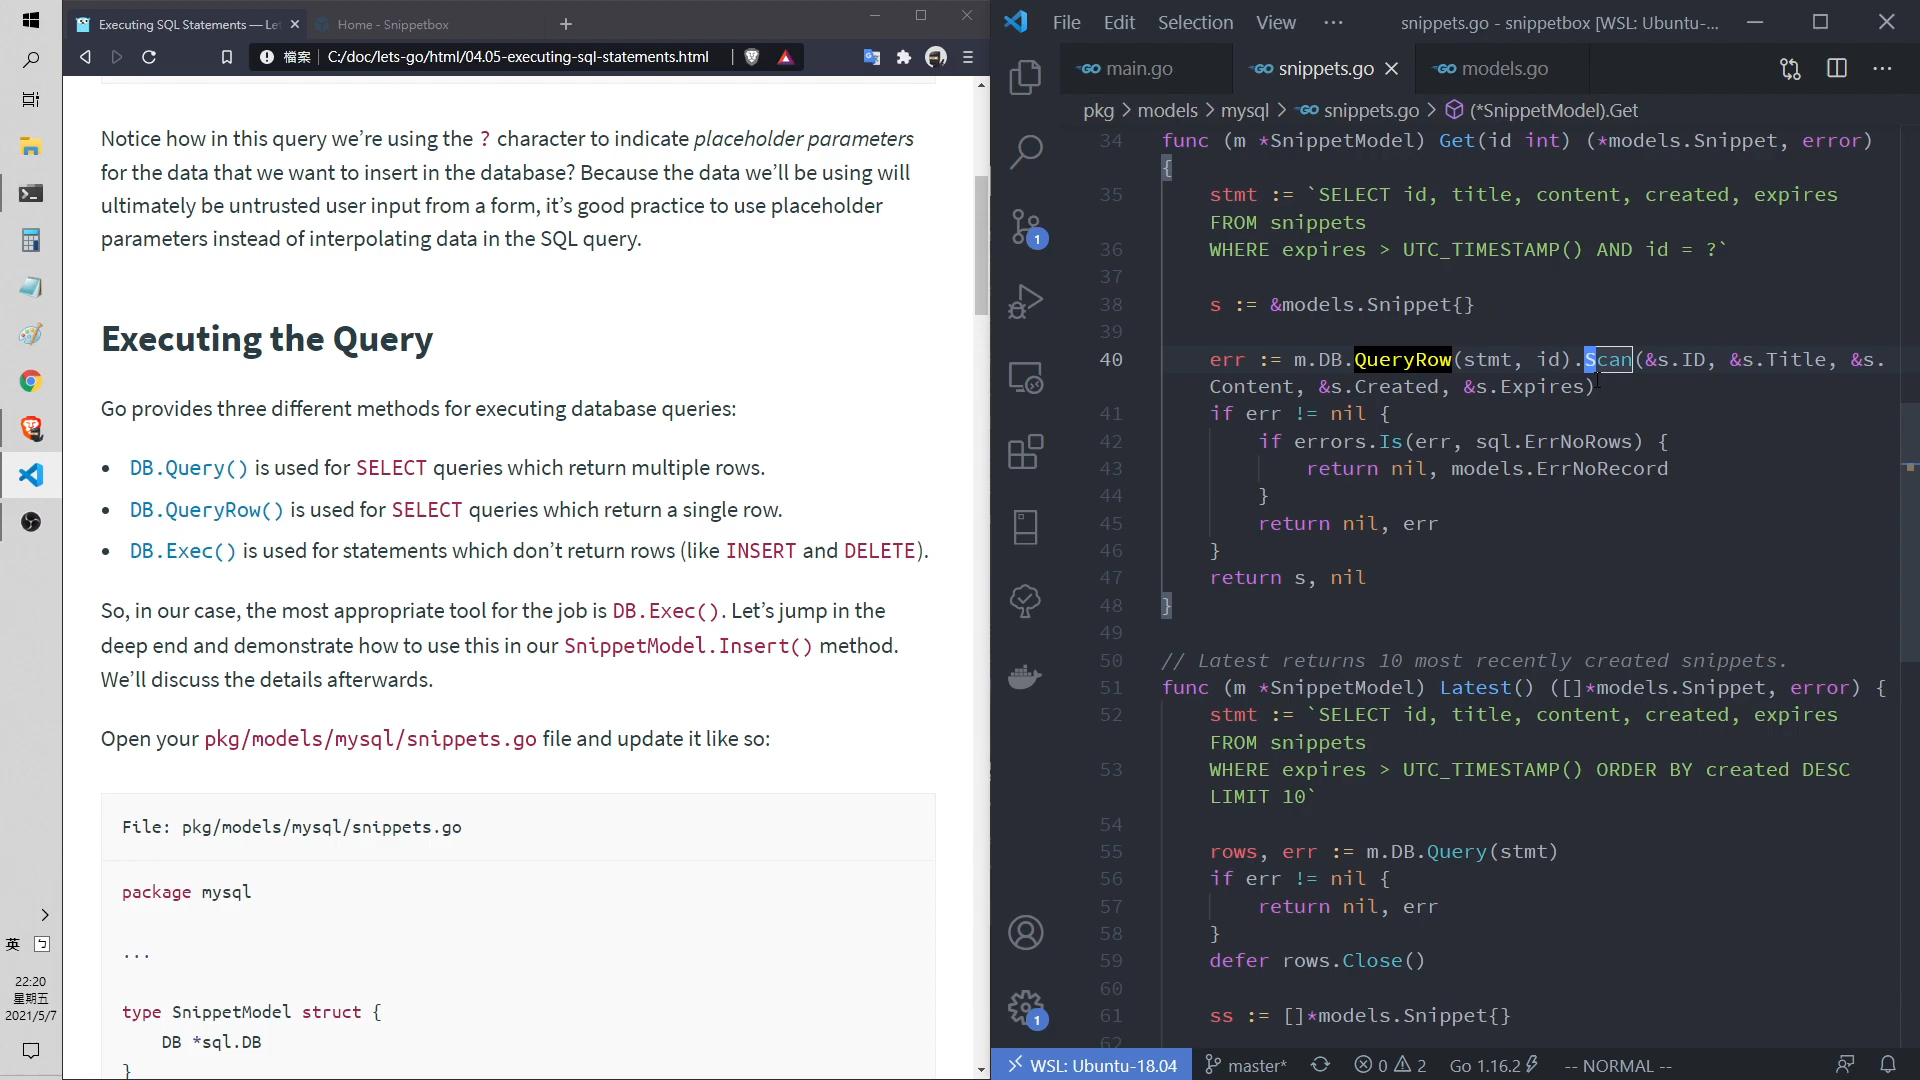 Executing SQL Statements — Let
Home - Snippetbox
檔案
C:/doc/lets-go/html/04.05-executing-sql-statements.html
Notice how in this query we’re using the ? character to indicate placeholder parameters
for the data that we want to insert in the database? Because the data we’ll be using will
ultimately be untrusted user input from a form, it’s good practice to use placeholder
parameters instead of interpolating data in the SQL query.
Executing the Query
Go provides three different methods for executing database queries:
• DB.Query() is used for SELECT queries which return multiple rows.
• DB.QueryRow() is used for SELECT queries which return a single row.
• DB.Exec() is used for statements which don’t return rows (like INSERT and DELETE).
So, in our case, the most appropriate tool for the job is DB.Exec(). Let’s jump in the
deep end and demonstrate how to use this in our SnippetModel.Insert() method.
We’ll discuss the details afterwards.
Open your pkg/models/mysql/snippets.go file and update it like so:
File: pkg/models/mysql/snippets.go
package mysql
...
type SnippetModel struct {
DB *sql.DB
}
英
22:20
星期五
2021/5/7
File Edit Selection View ··· snippets.go - snippetbox [WSL: Ubuntu-...
main.go
snippets.go
models.go
pkg > models > mysql > snippets.go > (*SnippetModel).Get
34 func (m *SnippetModel) Get(id int) (*models.Snippet, error)
{
35 stmt := `SELECT id, title, content, created, expires
FROM snippets
36 WHERE expires > UTC_TIMESTAMP() AND id = ?`
37
38 s := &models.Snippet{}
39
40 err := m.DB.QueryRow(stmt, id).Scan(&s.ID, &s.Title, &s.
Content, &s.Created, &s.Expires)
41 if err != nil {
42 if errors.Is(err, sql.ErrNoRows) {
43 return nil, models.ErrNoRecord
44 }
45 return nil, err
46 }
47 return s, nil
48 }
49
50 // Latest returns 10 most recently created snippets.
51 func (m *SnippetModel) Latest() ([]*models.Snippet, error) {
52 stmt := `SELECT id, title, content, created, expires
FROM snippets
53 WHERE expires > UTC_TIMESTAMP() ORDER BY created DESC
LIMIT 10`
54
55 rows, err := m.DB.Query(stmt)
56 if err != nil {
57 return nil, err
58 }
59 defer rows.Close()
60
61 ss := []*models.Snippet{}
62
1
1
WSL: Ubuntu-18.04 master* 0 2 Go 1.16.2 -- NORMAL --